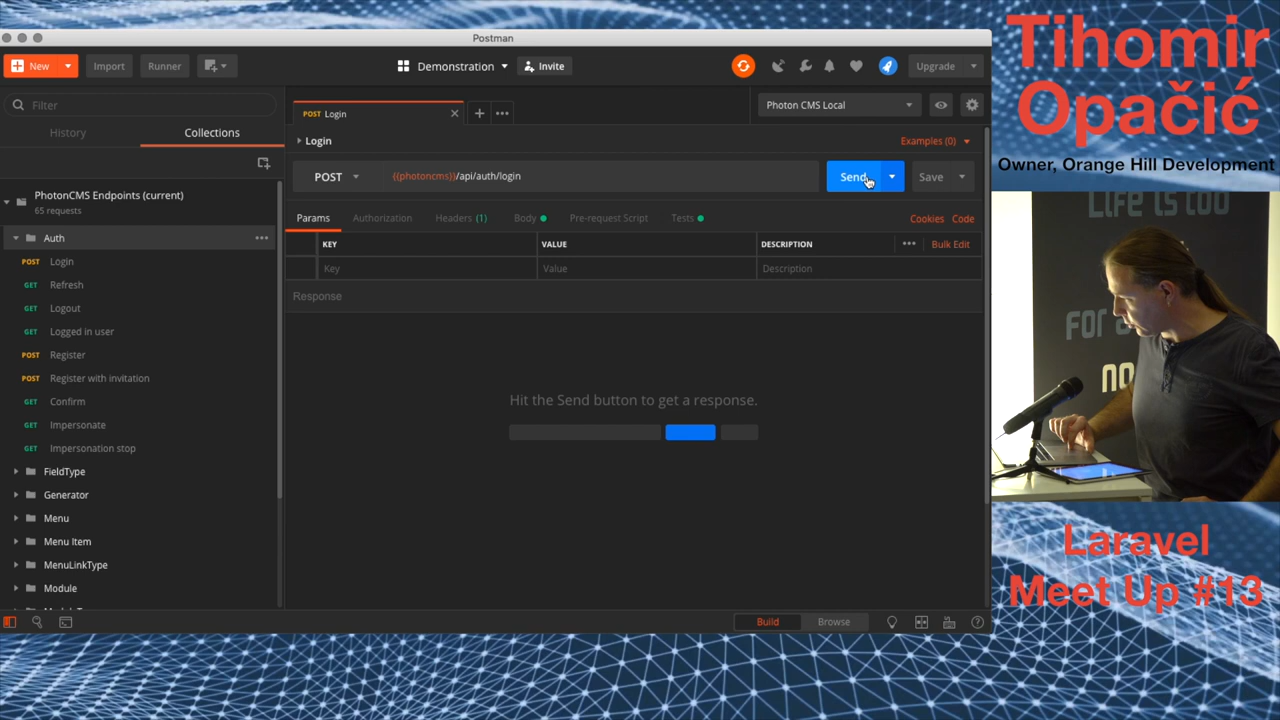 Postman
New
Import
Runner
Demonstration
Invite
Upgrade
Filter
History
Collections
PhotonCMS Endpoints (current)
65 requests
Auth
POST Login
GET Refresh
GET Logout
GET Logged in user
POST Register
POST Register with invitation
GET Confirm
GET Impersonate
GET Impersonation stop
FieldType
Generator
Menu
Menu Item
MenuLinkType
Module
POST Login
Photon CMS Local
Login
Examples (0)
POST
{{photoncms}}/api/auth/login
Send
Save
Params
Authorization
Headers (1)
Body
Pre-request Script
Tests
Cookies
Code
KEY
VALUE
DESCRIPTION
Bulk Edit
Key
Value
Description
Response
Hit the Send button to get a response.
Build
Browse
Tihomir
Opačić
Owner, Orange Hill Development
Life is too
FOR
NO
Laravel
Meet Up #13